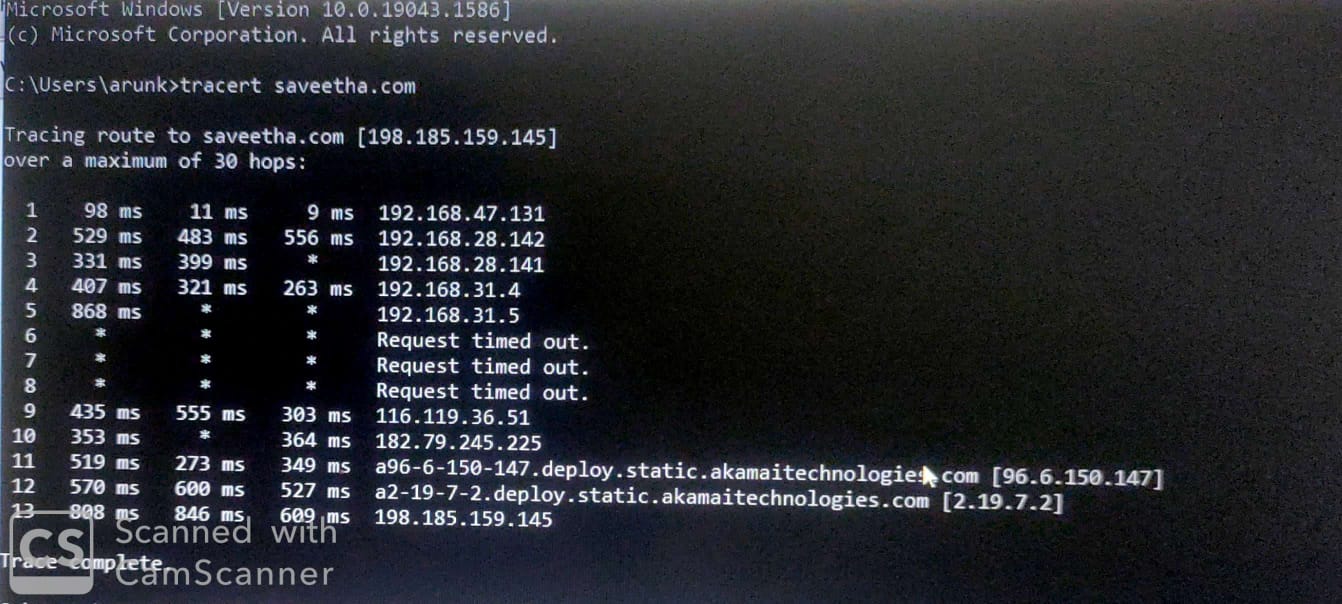 Microsoft Windows [Version 10.0.19043.1586]
(c) Microsoft Corporation. All rights reserved.
C:\Users\arunk>tracert saveetha.com
Tracing route to saveetha.com [198.185.159.145]
over a maximum of 30 hops:
1 98 ms 11 ms 9 ms 192.168.47.131
2 529 ms 483 ms 556 ms 192.168.28.142
3 331 ms 399 ms * 192.168.28.141
4 407 ms 321 ms 263 ms 192.168.31.4
5 868 ms * * 192.168.31.5
6 * * * Request timed out.
7 * * * Request timed out.
8 * * * Request timed out.
9 435 ms 555 ms 303 ms 116.119.36.51
10 353 ms * 364 ms 182.79.245.225
11 519 ms 273 ms 349 ms a96-6-150-147.deploy.static.akamaitechnologies.com [96.6.150.147]
12 570 ms 600 ms 527 ms a2-19-7-2.deploy.static.akamaitechnologies.com [2.19.7.2]
13 808 ms 846 ms 609 ms 198.185.159.145
Trace complete.
CS Scanned with
CamScanner